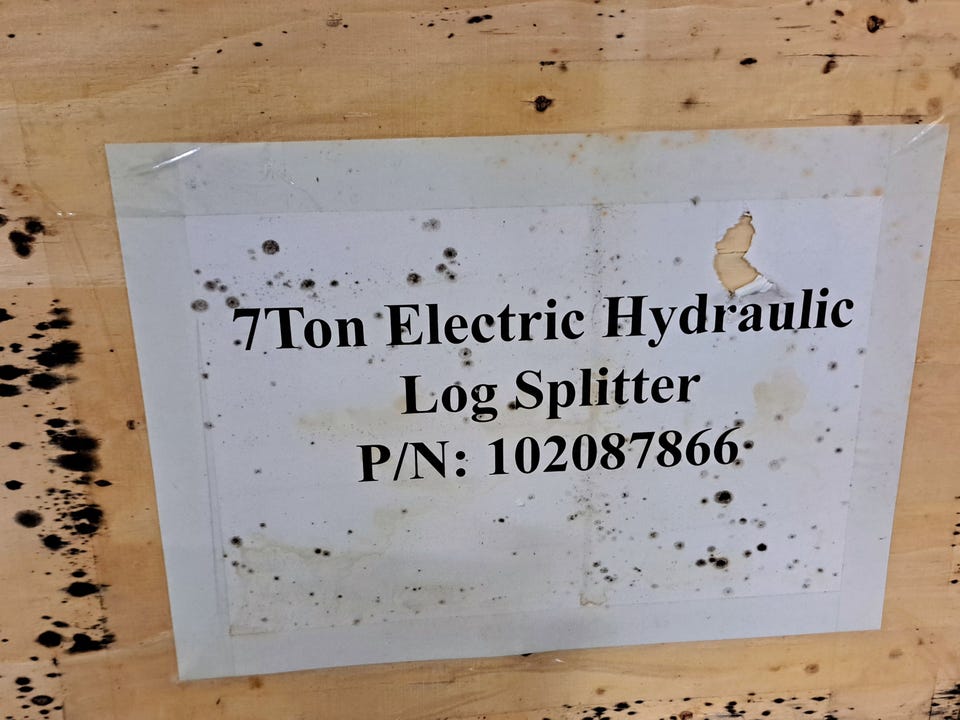 7Ton Electric Hydraulic
Log Splitter
P/N: 102087866